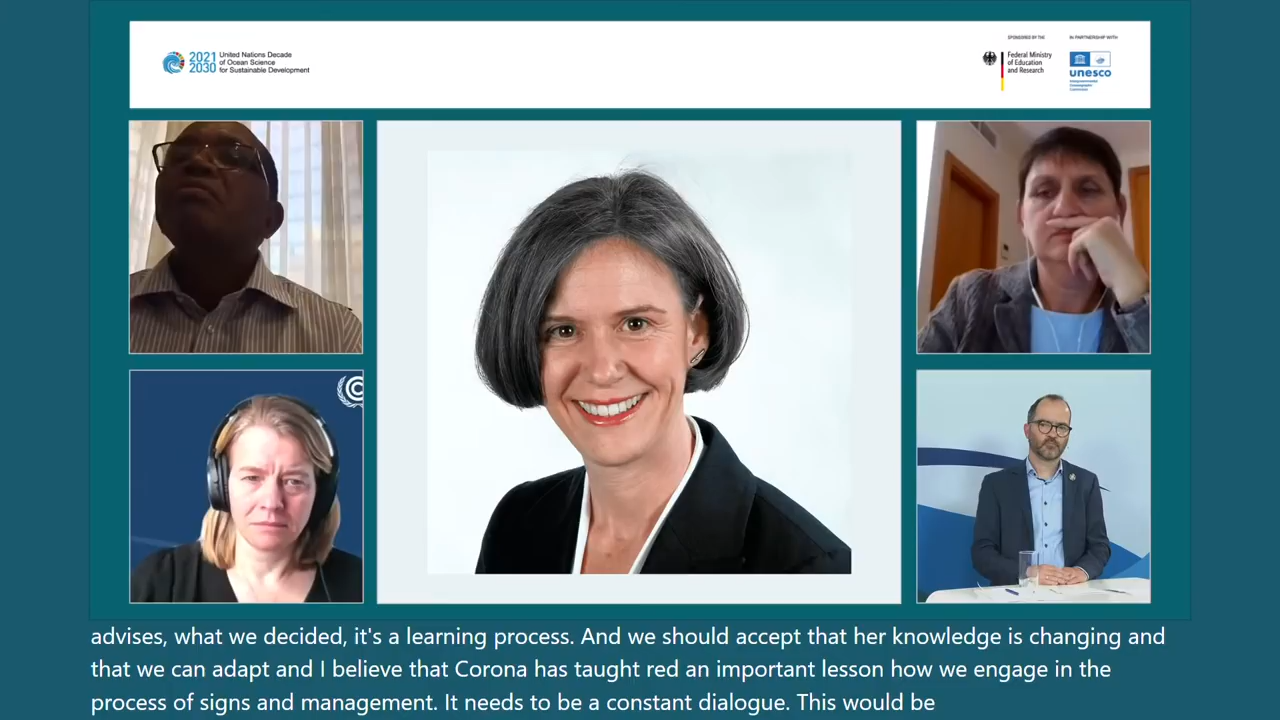 2021
2030
United Nations Decade
of Ocean Science
for Sustainable Development
SPONSORED BY THE
Federal Ministry
of Education
and Research
IN PARTNERSHIP WITH
unesco
Intergovernmental
Oceanographic
Commission
advises, what we decided, it's a learning process. And we should accept that her knowledge is changing and
that we can adapt and I believe that Corona has taught red an important lesson how we engage in the
process of signs and management. It needs to be a constant dialogue. This would be